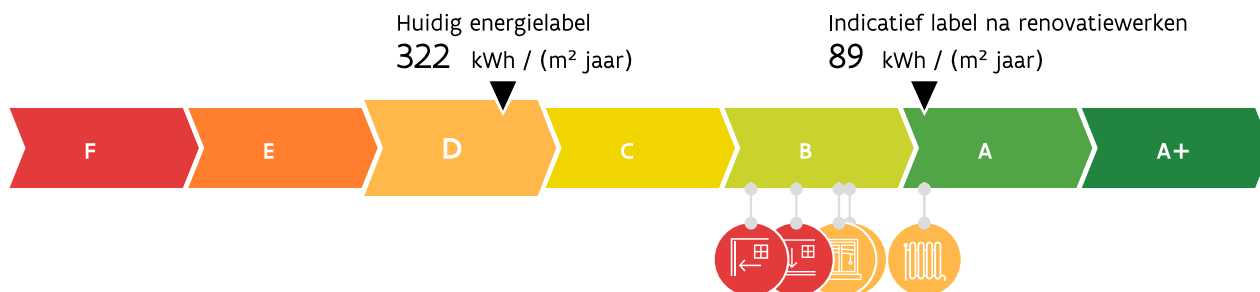 Huidig energielabel
322 kWh / (m² jaar)
Indicatief label na renovatiewerken
89 kWh / (m² jaar)
F E D C B A A+